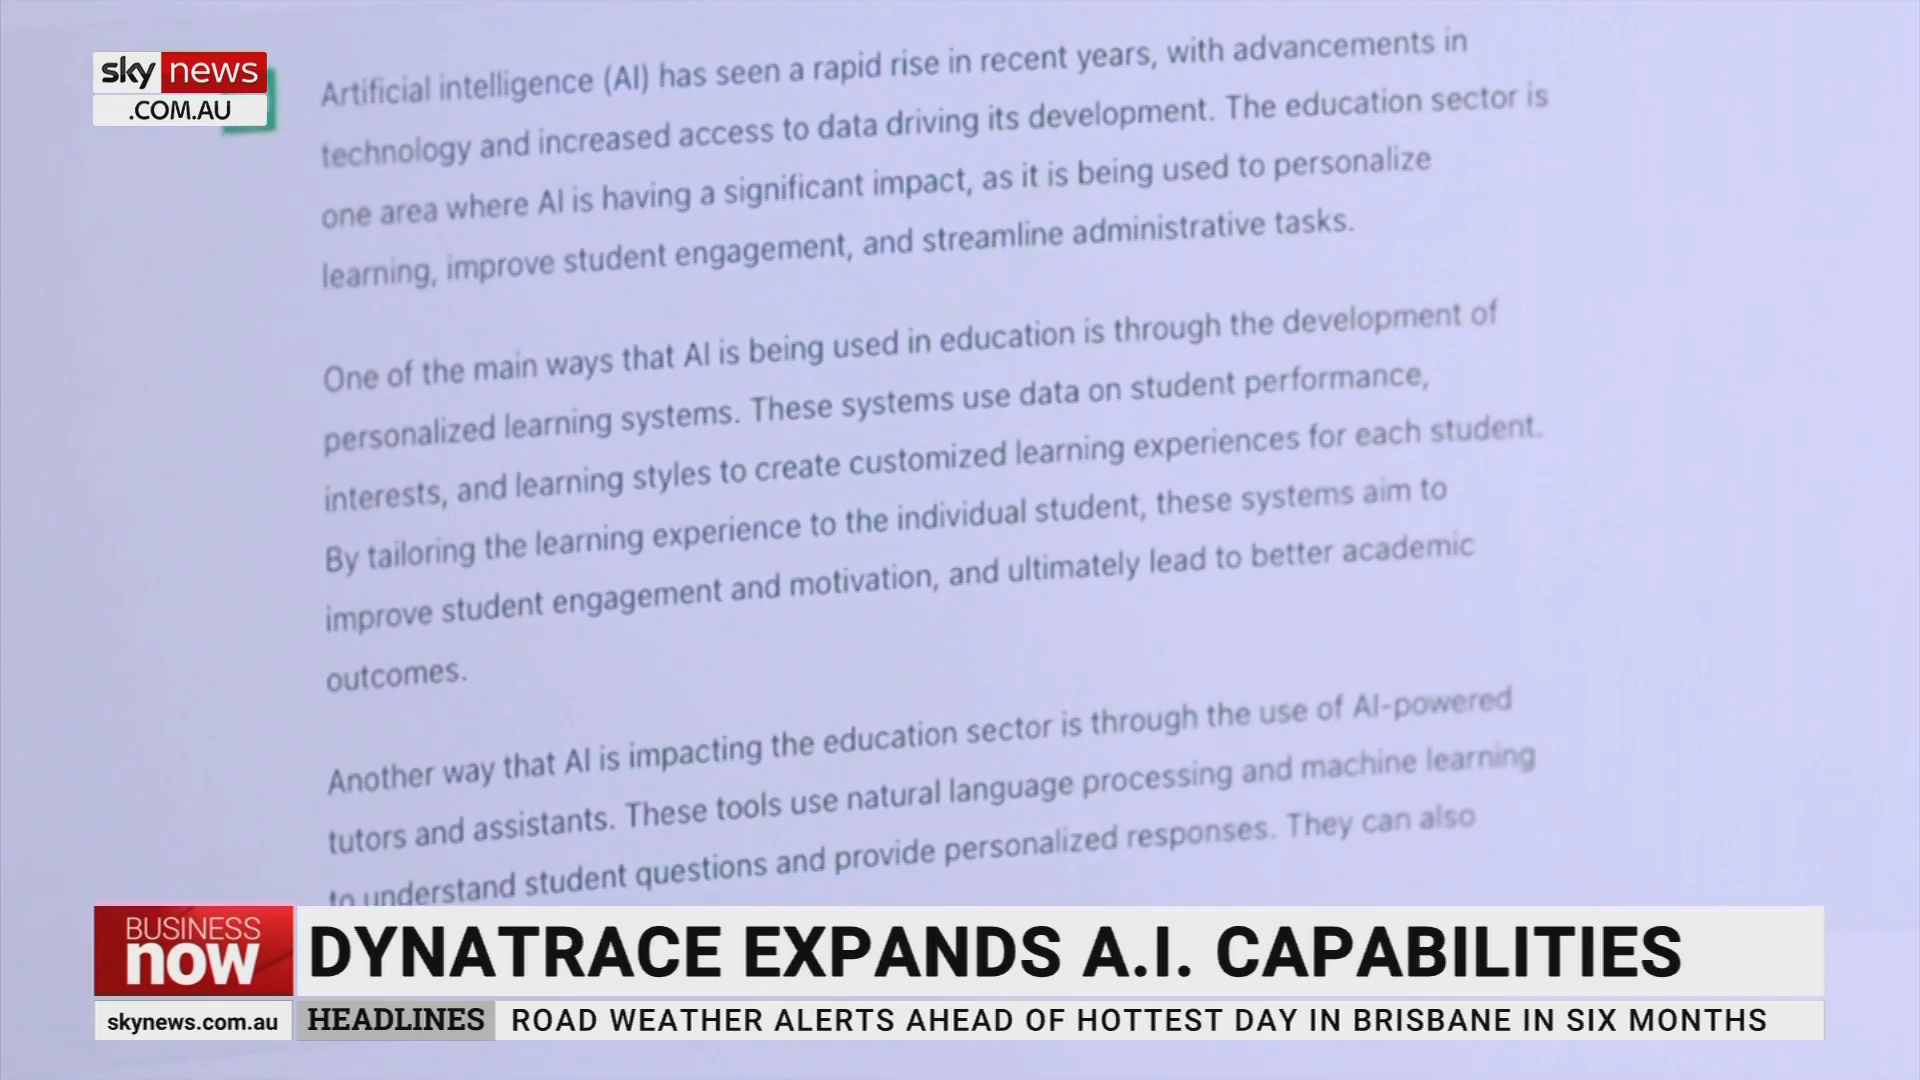 sky news
.COM.AU
Artificial intelligence (AI) has seen a rapid rise in recent years, with advancements in
technology and increased access to data driving its development. The education sector is
one area where AI is having a significant impact, as it is being used to personalize
learning, improve student engagement, and streamline administrative tasks.
One of the main ways that AI is being used in education is through the development of
personalized learning systems. These systems use data on student performance,
interests, and learning styles to create customized learning experiences for each student.
By tailoring the learning experience to the individual student, these systems aim to
improve student engagement and motivation, and ultimately lead to better academic
outcomes.
Another way that AI is impacting the education sector is through the use of AI-powered
tutors and assistants. These tools use natural language processing and machine learning
to understand student questions and provide personalized responses. They can also
BUSINESS
now
DYNATRACE EXPANDS A.I. CAPABILITIES
skynews.com.au
HEADLINES
ROAD WEATHER ALERTS AHEAD OF HOTTEST DAY IN BRISBANE IN SIX MONTHS